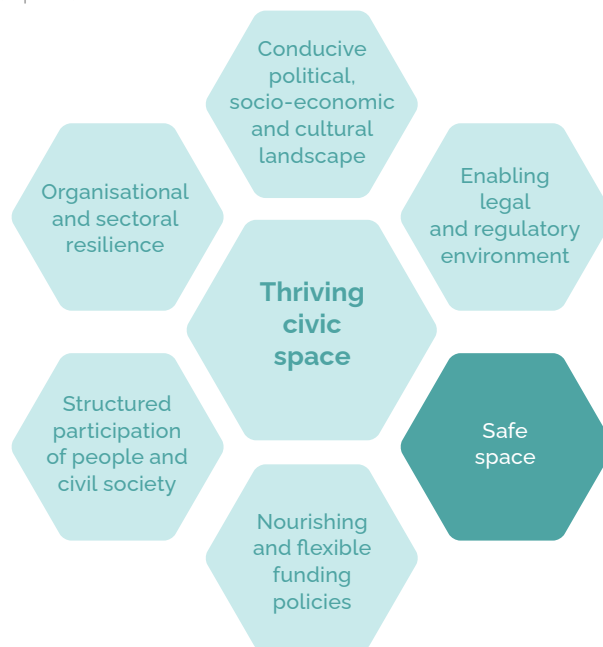 Conducive
political,
socio-economic
and cultural
landscape
Organisational
and sectoral
resilience
Enabling
legal
and regulatory
environment
Thriving
civic
space
Structured
participation
of people and
civil society
Safe
space
Nourishing
and flexible
funding
policies